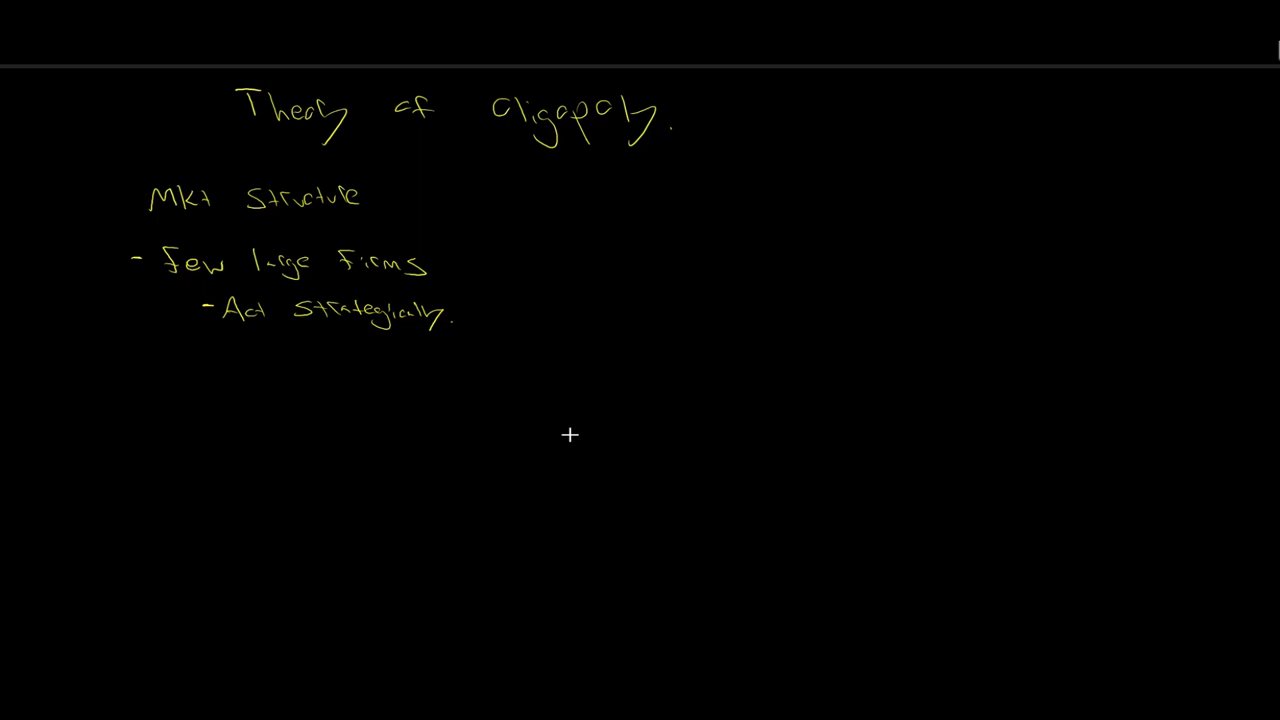 Theory of Oligopoly.
Mkt Structure
- Few large Firms
- Act strategically.